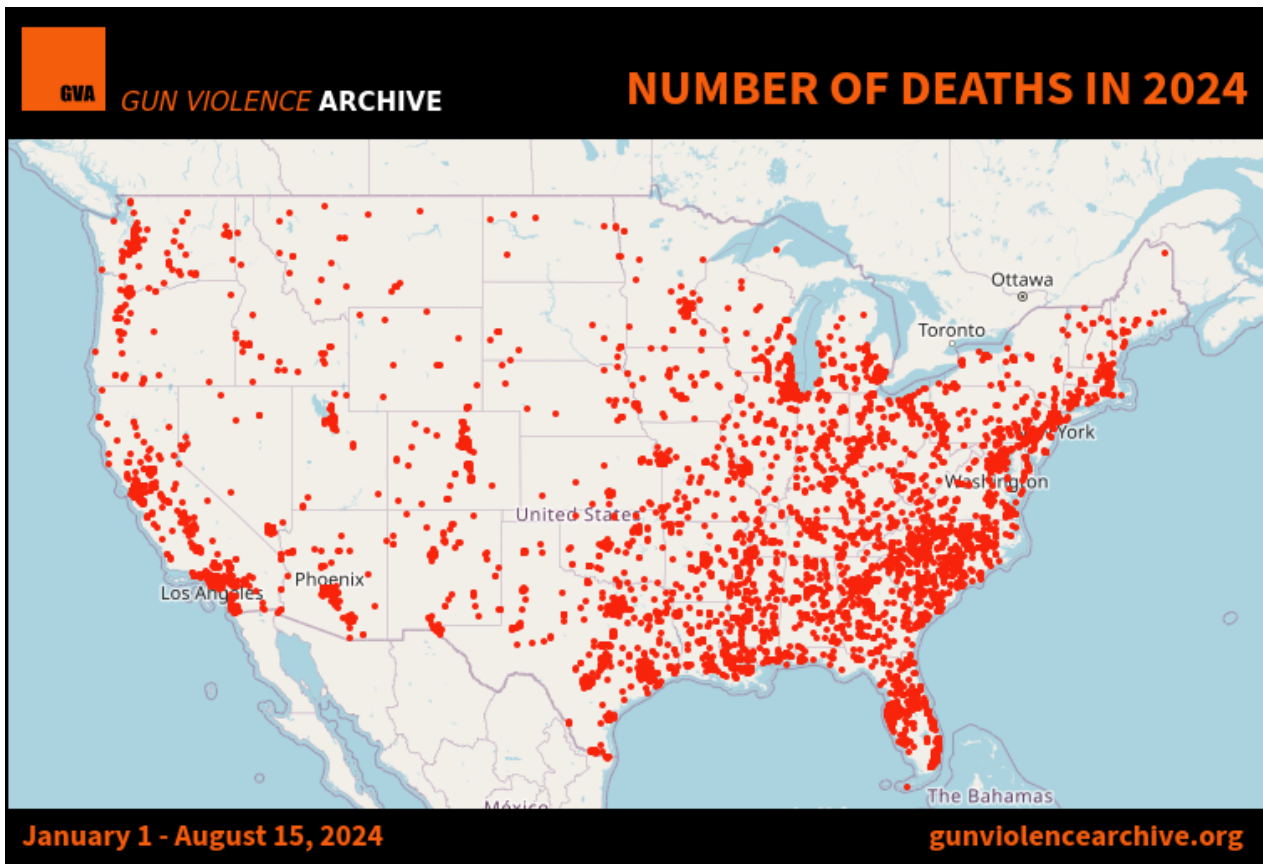 GVA
GUN VIOLENCE ARCHIVE
NUMBER OF DEATHS IN 2024
Ottawa
Toronto
York
Washington
United States
Phoenix
Los Angeles
The Bahamas
México
January 1 - August 15, 2024
gunviolencearchive.org